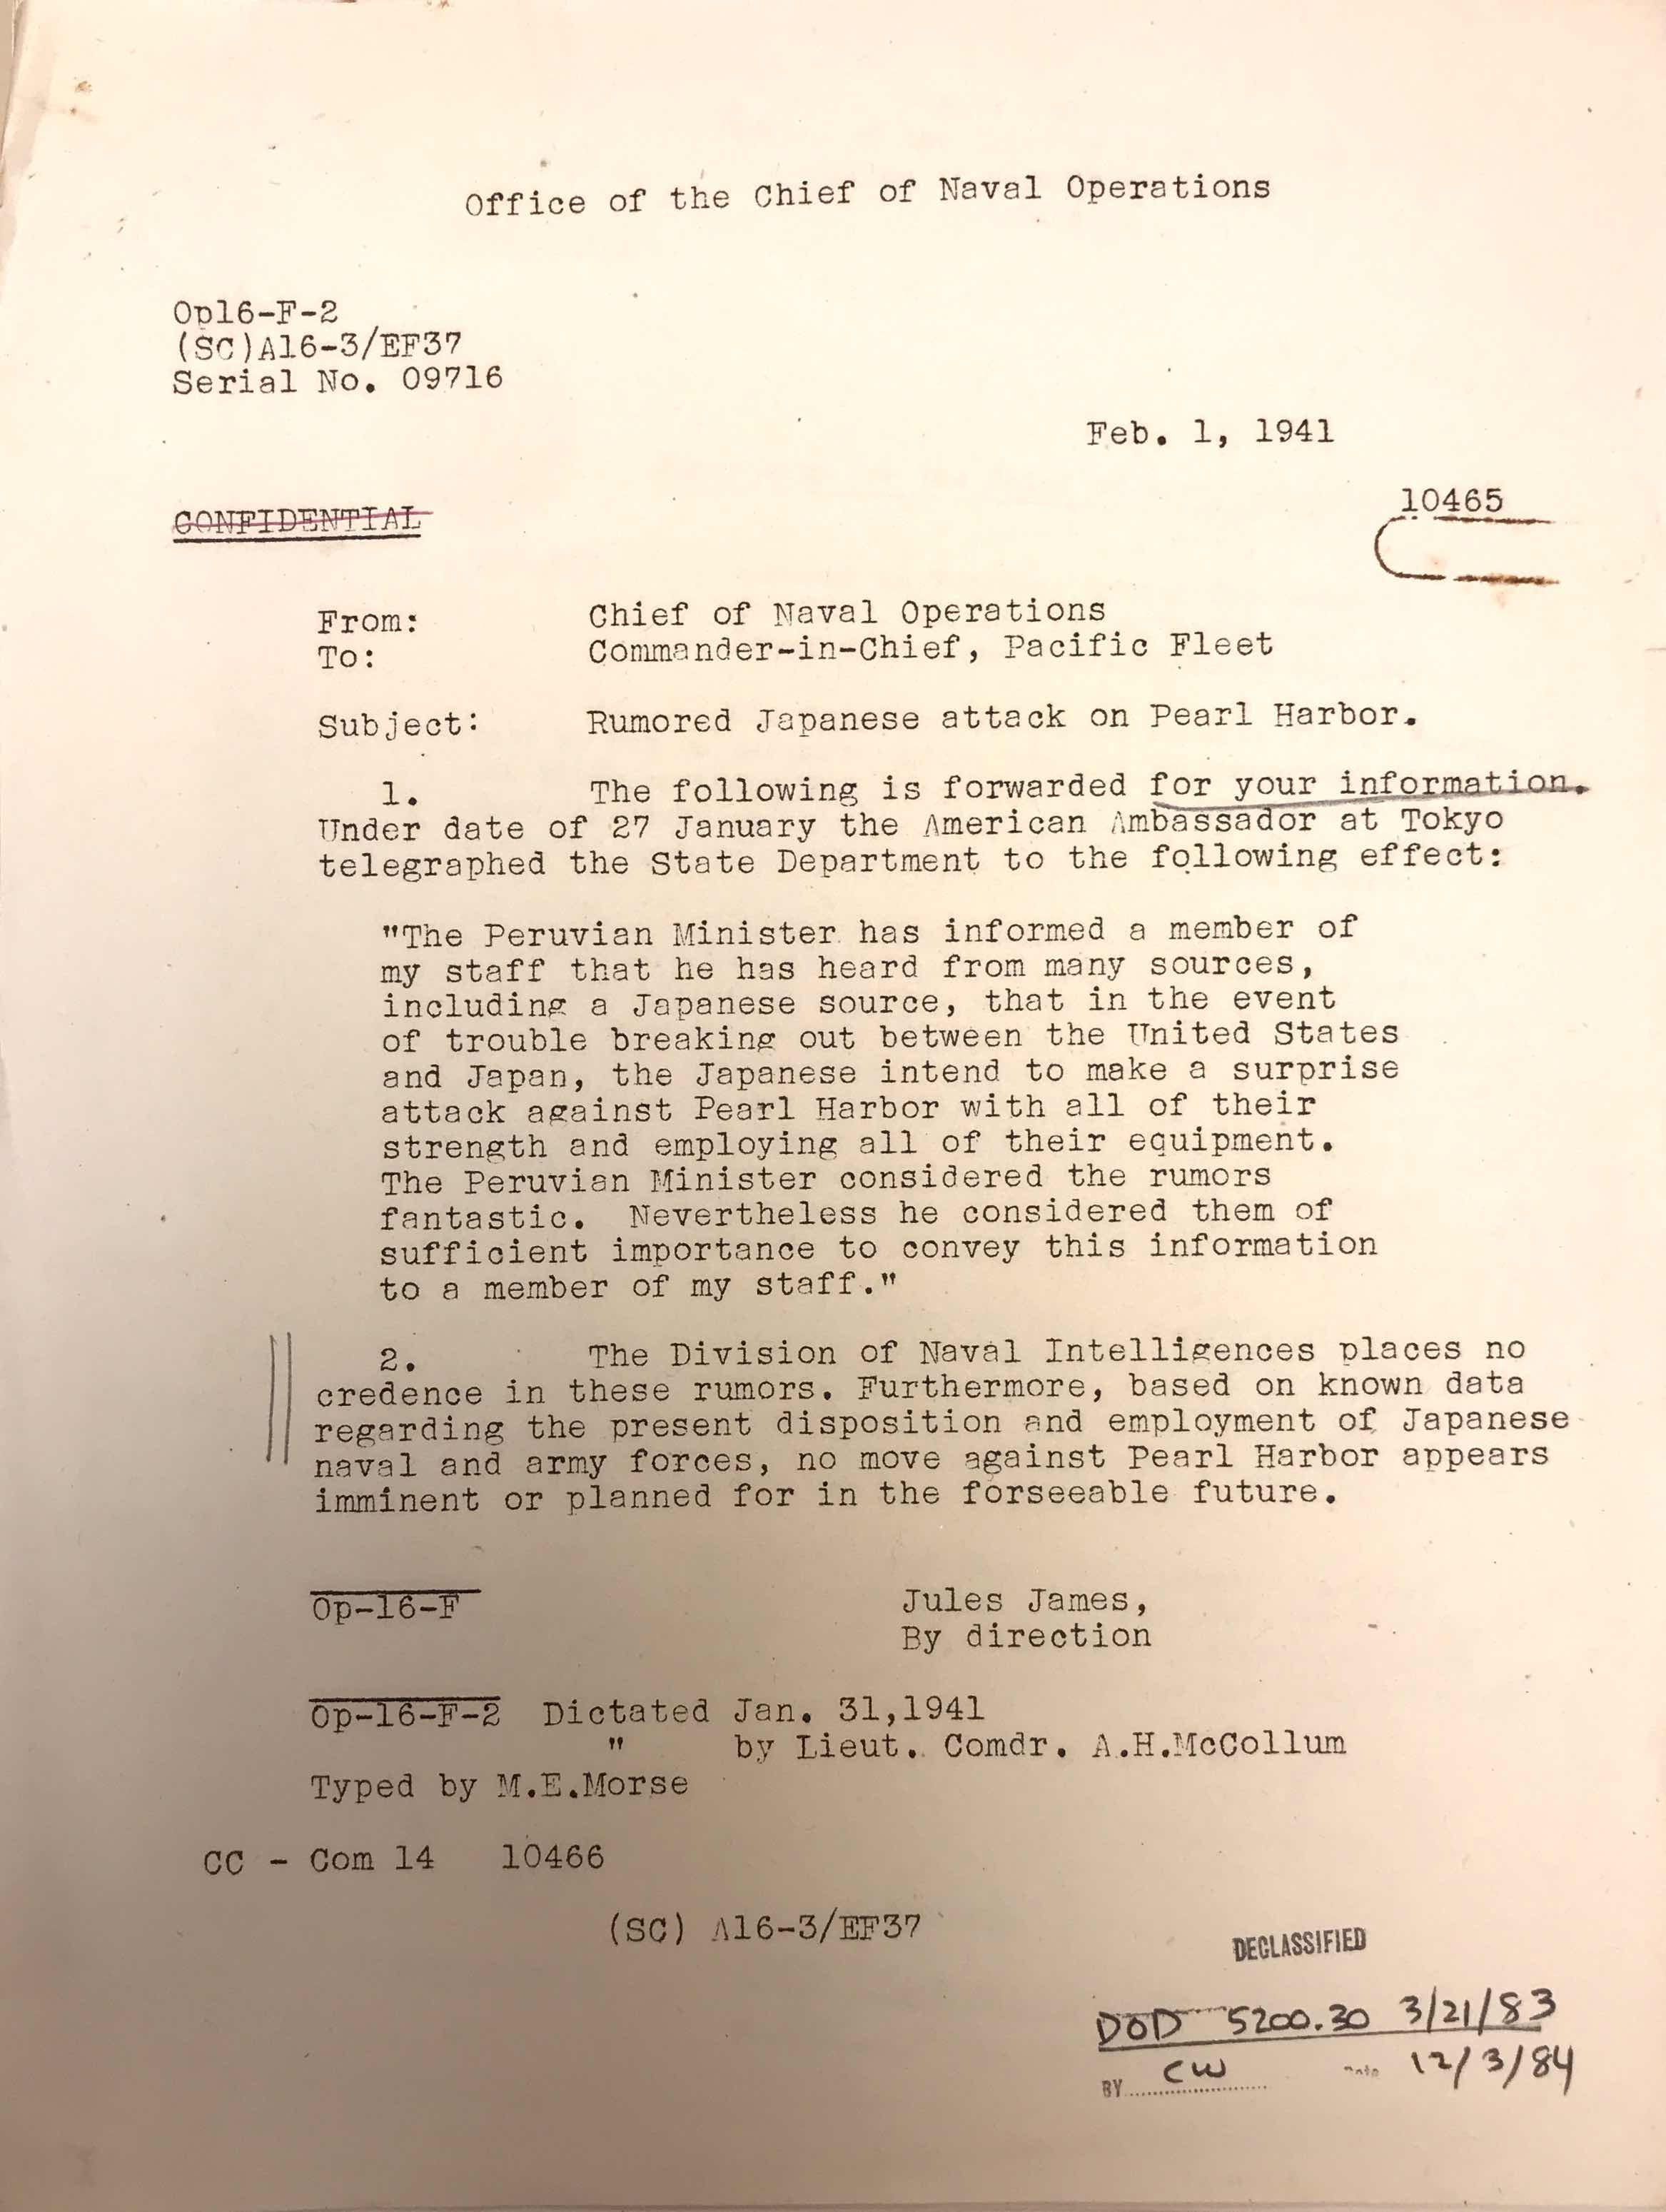 Office of the Chief of Naval Operations
Op16-F-2
(SC)A16-3/EF37
Serial No. 09716
Feb. 1, 1941
10465
CONFIDENTIAL
From: Chief of Naval Operations
To: Commander-in-Chief, Pacific Fleet
Subject: Rumored Japanese attack on Pearl Harbor.
1. The following is forwarded for your information.
Under date of 27 January the American Ambassador at Tokyo
telegraphed the State Department to the following effect:
"The Peruvian Minister has informed a member of
my staff that he has heard from many sources,
including a Japanese source, that in the event
of trouble breaking out between the United States
and Japan, the Japanese intend to make a surprise
attack against Pearl Harbor with all of their
strength and employing all of their equipment.
The Peruvian Minister considered the rumors
fantastic. Nevertheless he considered them of
sufficient importance to convey this information
to a member of my staff."
2. The Division of Naval Intelligences places no
credence in these rumors. Furthermore, based on known data
regarding the present disposition and employment of Japanese
naval and army forces, no move against Pearl Harbor appears
imminent or planned for in the forseeable future.
Op-16-F Jules James,
By direction
Op-16-F-2 Dictated Jan. 31,1941
" by Lieut. Comdr. A.H.McCollum
Typed by M.E.Morse
CC - Com 14 10466
(SC) A16-3/EF37
DECLASSIFIED
DOD 5200.30 3/21/83
BY CW Date 12/3/84